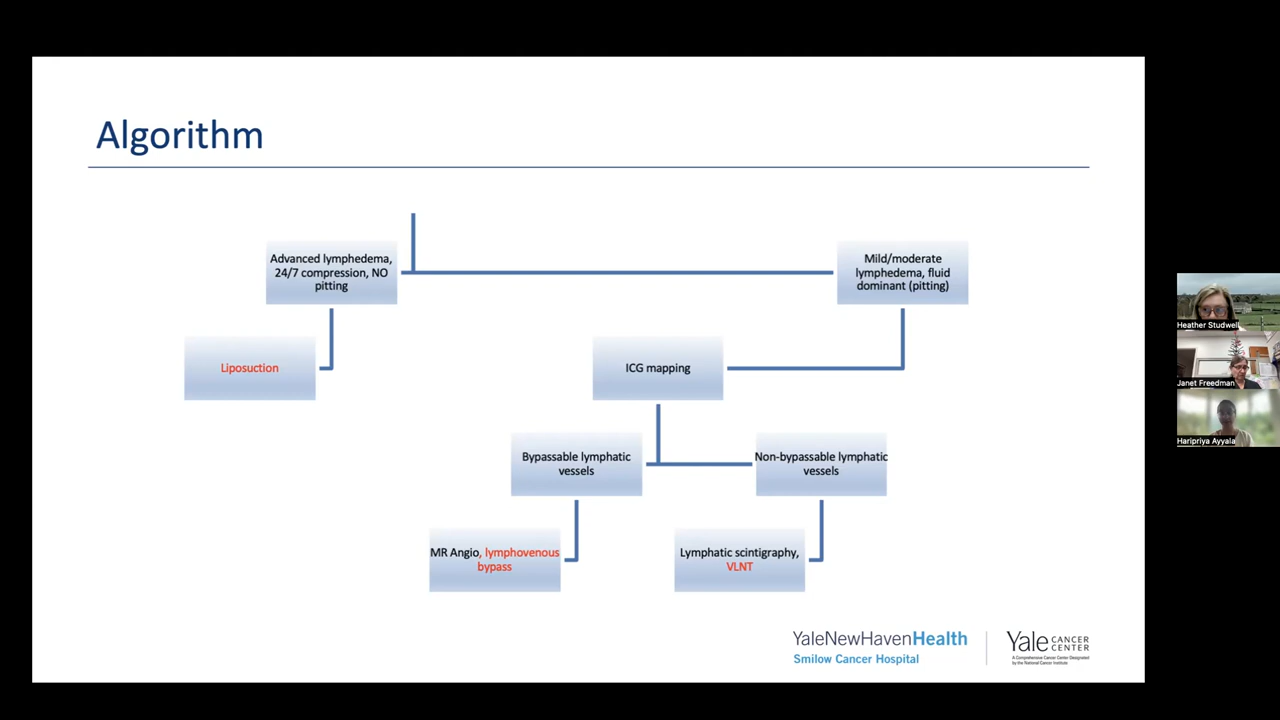 Algorithm
Advanced lymphedema,
24/7 compression, NO
pitting
Mild/moderate
lymphedema, fluid
dominant (pitting)
Liposuction
ICG mapping
Bypassable lymphatic
vessels
Non-bypassable lymphatic
vessels
MR Angio, lymphovenous
bypass
Lymphatic scintigraphy,
VLNT
YaleNewHavenHealth
Smilow Cancer Hospital
Yale CANCER
CENTER
A Comprehensive Cancer Center Designated
by the National Cancer Institute
Heather Studwell
Janet Freedman
Haripriya Ayyala